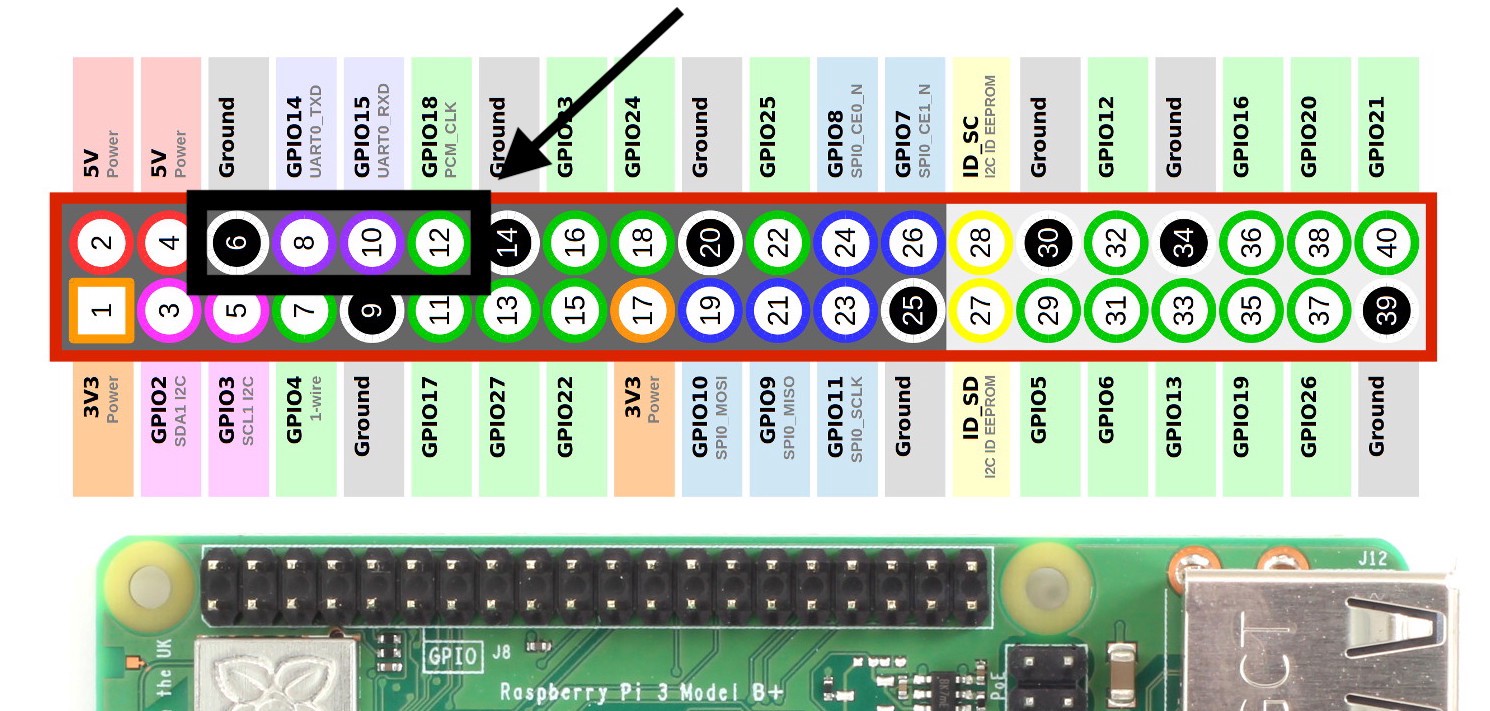 5V Power
5V Power
Ground
GPIO14 UART0_TXD
GPIO15 UART0_RXD
GPIO18 PCM_CLK
Ground
GPIO24
Ground
GPIO25
GPIO8 SPI0_CE0_N
GPIO7 SPI0_CE1_N
ID_SC I2C ID EEPROM
Ground
GPIO12
Ground
GPIO16
GPIO20
GPIO21
2 4 6 8 10 12 14 16 18 20 22 24 26 28 30 32 34 36 38 40
1 3 5 7 9 11 13 15 17 19 21 23 25 27 29 31 33 35 37 39
3V3 Power
GPIO2 SDA1 I2C
GPIO3 SCL1 I2C
GPIO4 1-wire
Ground
GPIO17
GPIO27
GPIO22
3V3 Power
GPIO10 SPI0_MOSI
GPIO9 SPI0_MISO
GPIO11 SPI0_SCLK
Ground
ID_SD I2C ID EEPROM
GPIO5
GPIO6
GPIO13
GPIO19
GPIO26
Ground
J12
the UK
GPIO J8
Raspberry Pi 3 Model B+
PoE